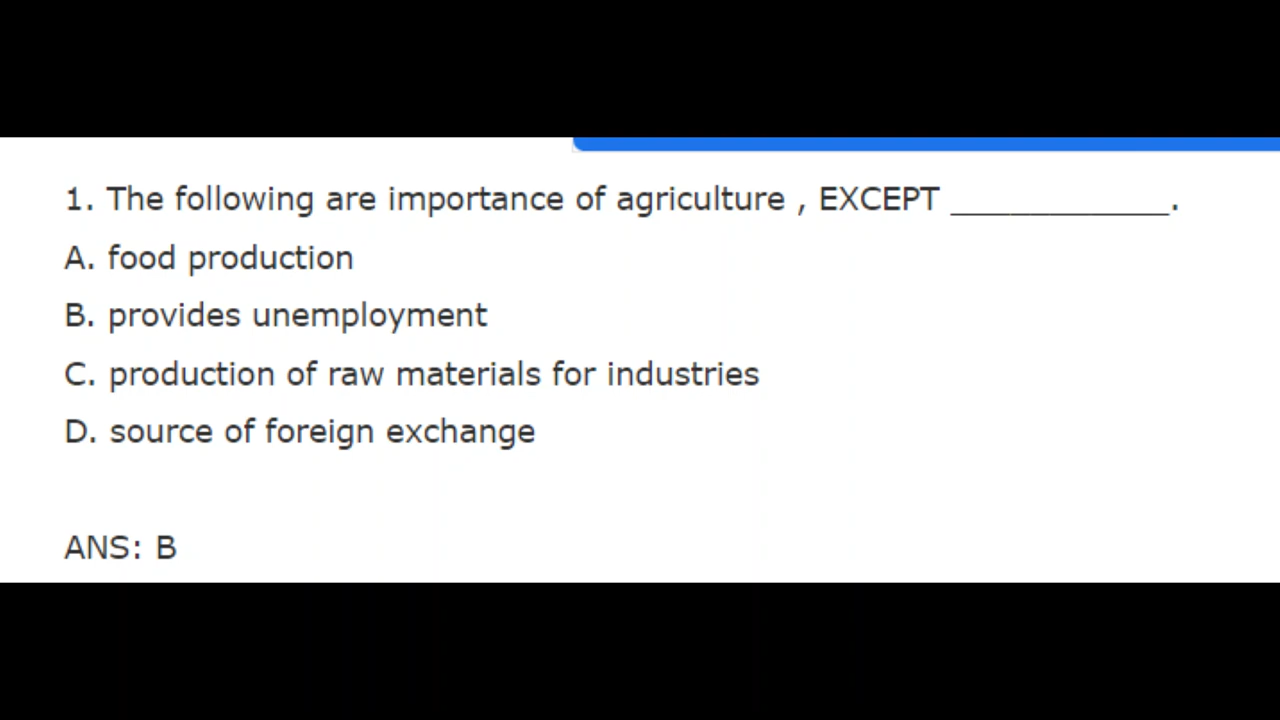 1. The following are importance of agriculture , EXCEPT ____________.
A. food production
B. provides unemployment
C. production of raw materials for industries
D. source of foreign exchange
ANS: B